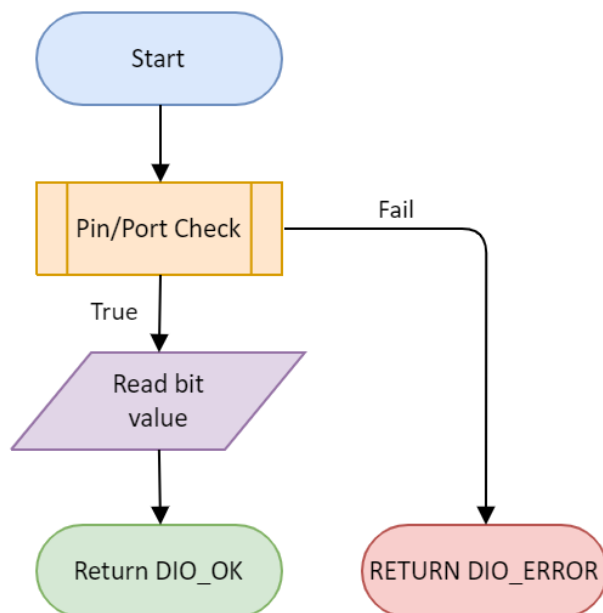 Start
Pin/Port Check
Fail
True
Read bit
value
Return DIO_OK
RETURN DIO_ERROR